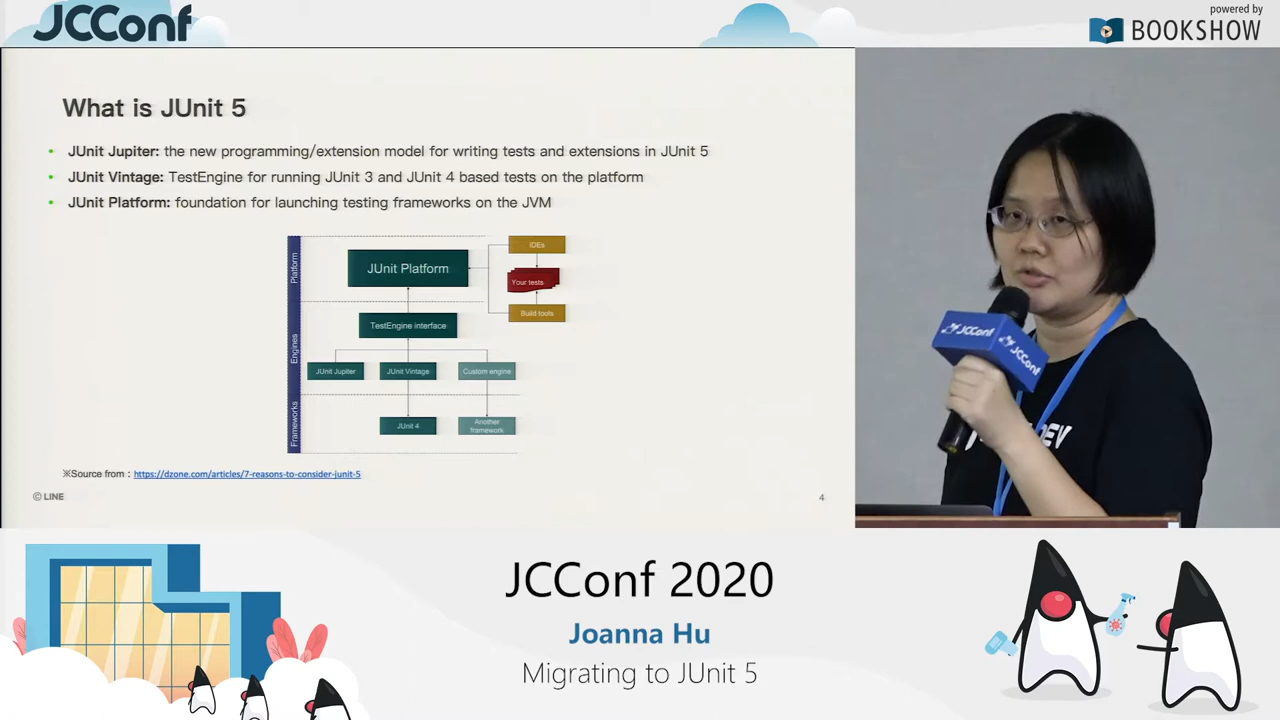 JCConf
powered by
BOOKSHOW
What is JUnit 5
• JUnit Jupiter: the new programming/extension model for writing tests and extensions in JUnit 5
• JUnit Vintage: TestEngine for running JUnit 3 and JUnit 4 based tests on the platform
• JUnit Platform: foundation for launching testing frameworks on the JVM
Platform
Engines
Frameworks
JUnit Platform
IDEs
Your tests
Build tools
TestEngine interface
JUnit Jupiter
JUnit Vintage
Custom engine
JUnit 4
Another
framework
※Source from：https://dzone.com/articles/7-reasons-to-consider-junit-5
Ⓒ LINE
4
JCConf
JCConf
DEV
JCConf 2020
Joanna Hu
Migrating to JUnit 5